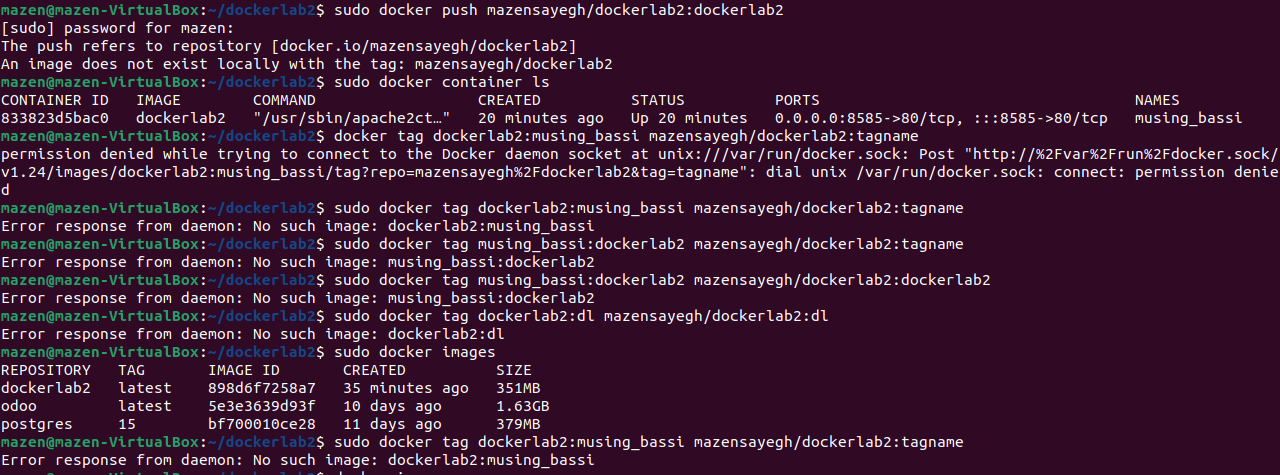 mazen@mazen-VirtualBox:~/dockerlab2$ sudo docker push mazensayegh/dockerlab2:dockerlab2
[sudo] password for mazen:
The push refers to repository [docker.io/mazensayegh/dockerlab2]
An image does not exist locally with the tag: mazensayegh/dockerlab2
mazen@mazen-VirtualBox:~/dockerlab2$ sudo docker container ls
CONTAINER ID   IMAGE        COMMAND                  CREATED          STATUS          PORTS                                   NAMES
833823d5bac0   dockerlab2   "/usr/sbin/apache2ct…"   20 minutes ago   Up 20 minutes   0.0.0.0:8585->80/tcp, :::8585->80/tcp   musing_bassi
mazen@mazen-VirtualBox:~/dockerlab2$ docker tag dockerlab2:musing_bassi mazensayegh/dockerlab2:tagname
permission denied while trying to connect to the Docker daemon socket at unix:///var/run/docker.sock: Post "http://%2Fvar%2Frun%2Fdocker.sock/
v1.24/images/dockerlab2:musing_bassi/tag?repo=mazensayegh%2Fdockerlab2&tag=tagname": dial unix /var/run/docker.sock: connect: permission denie
d
mazen@mazen-VirtualBox:~/dockerlab2$ sudo docker tag dockerlab2:musing_bassi mazensayegh/dockerlab2:tagname
Error response from daemon: No such image: dockerlab2:musing_bassi
mazen@mazen-VirtualBox:~/dockerlab2$ sudo docker tag musing_bassi:dockerlab2 mazensayegh/dockerlab2:tagname
Error response from daemon: No such image: musing_bassi:dockerlab2
mazen@mazen-VirtualBox:~/dockerlab2$ sudo docker tag musing_bassi:dockerlab2 mazensayegh/dockerlab2:dockerlab2
Error response from daemon: No such image: musing_bassi:dockerlab2
mazen@mazen-VirtualBox:~/dockerlab2$ sudo docker tag dockerlab2:dl mazensayegh/dockerlab2:dl
Error response from daemon: No such image: dockerlab2:dl
mazen@mazen-VirtualBox:~/dockerlab2$ sudo docker images
REPOSITORY   TAG       IMAGE ID       CREATED          SIZE
dockerlab2   latest    898d6f7258a7   35 minutes ago   351MB
odoo         latest    5e3e3639d93f   10 days ago      1.63GB
postgres     15        bf700010ce28   11 days ago      379MB
mazen@mazen-VirtualBox:~/dockerlab2$ sudo docker tag dockerlab2:musing_bassi mazensayegh/dockerlab2:tagname
Error response from daemon: No such image: dockerlab2:musing_bassi